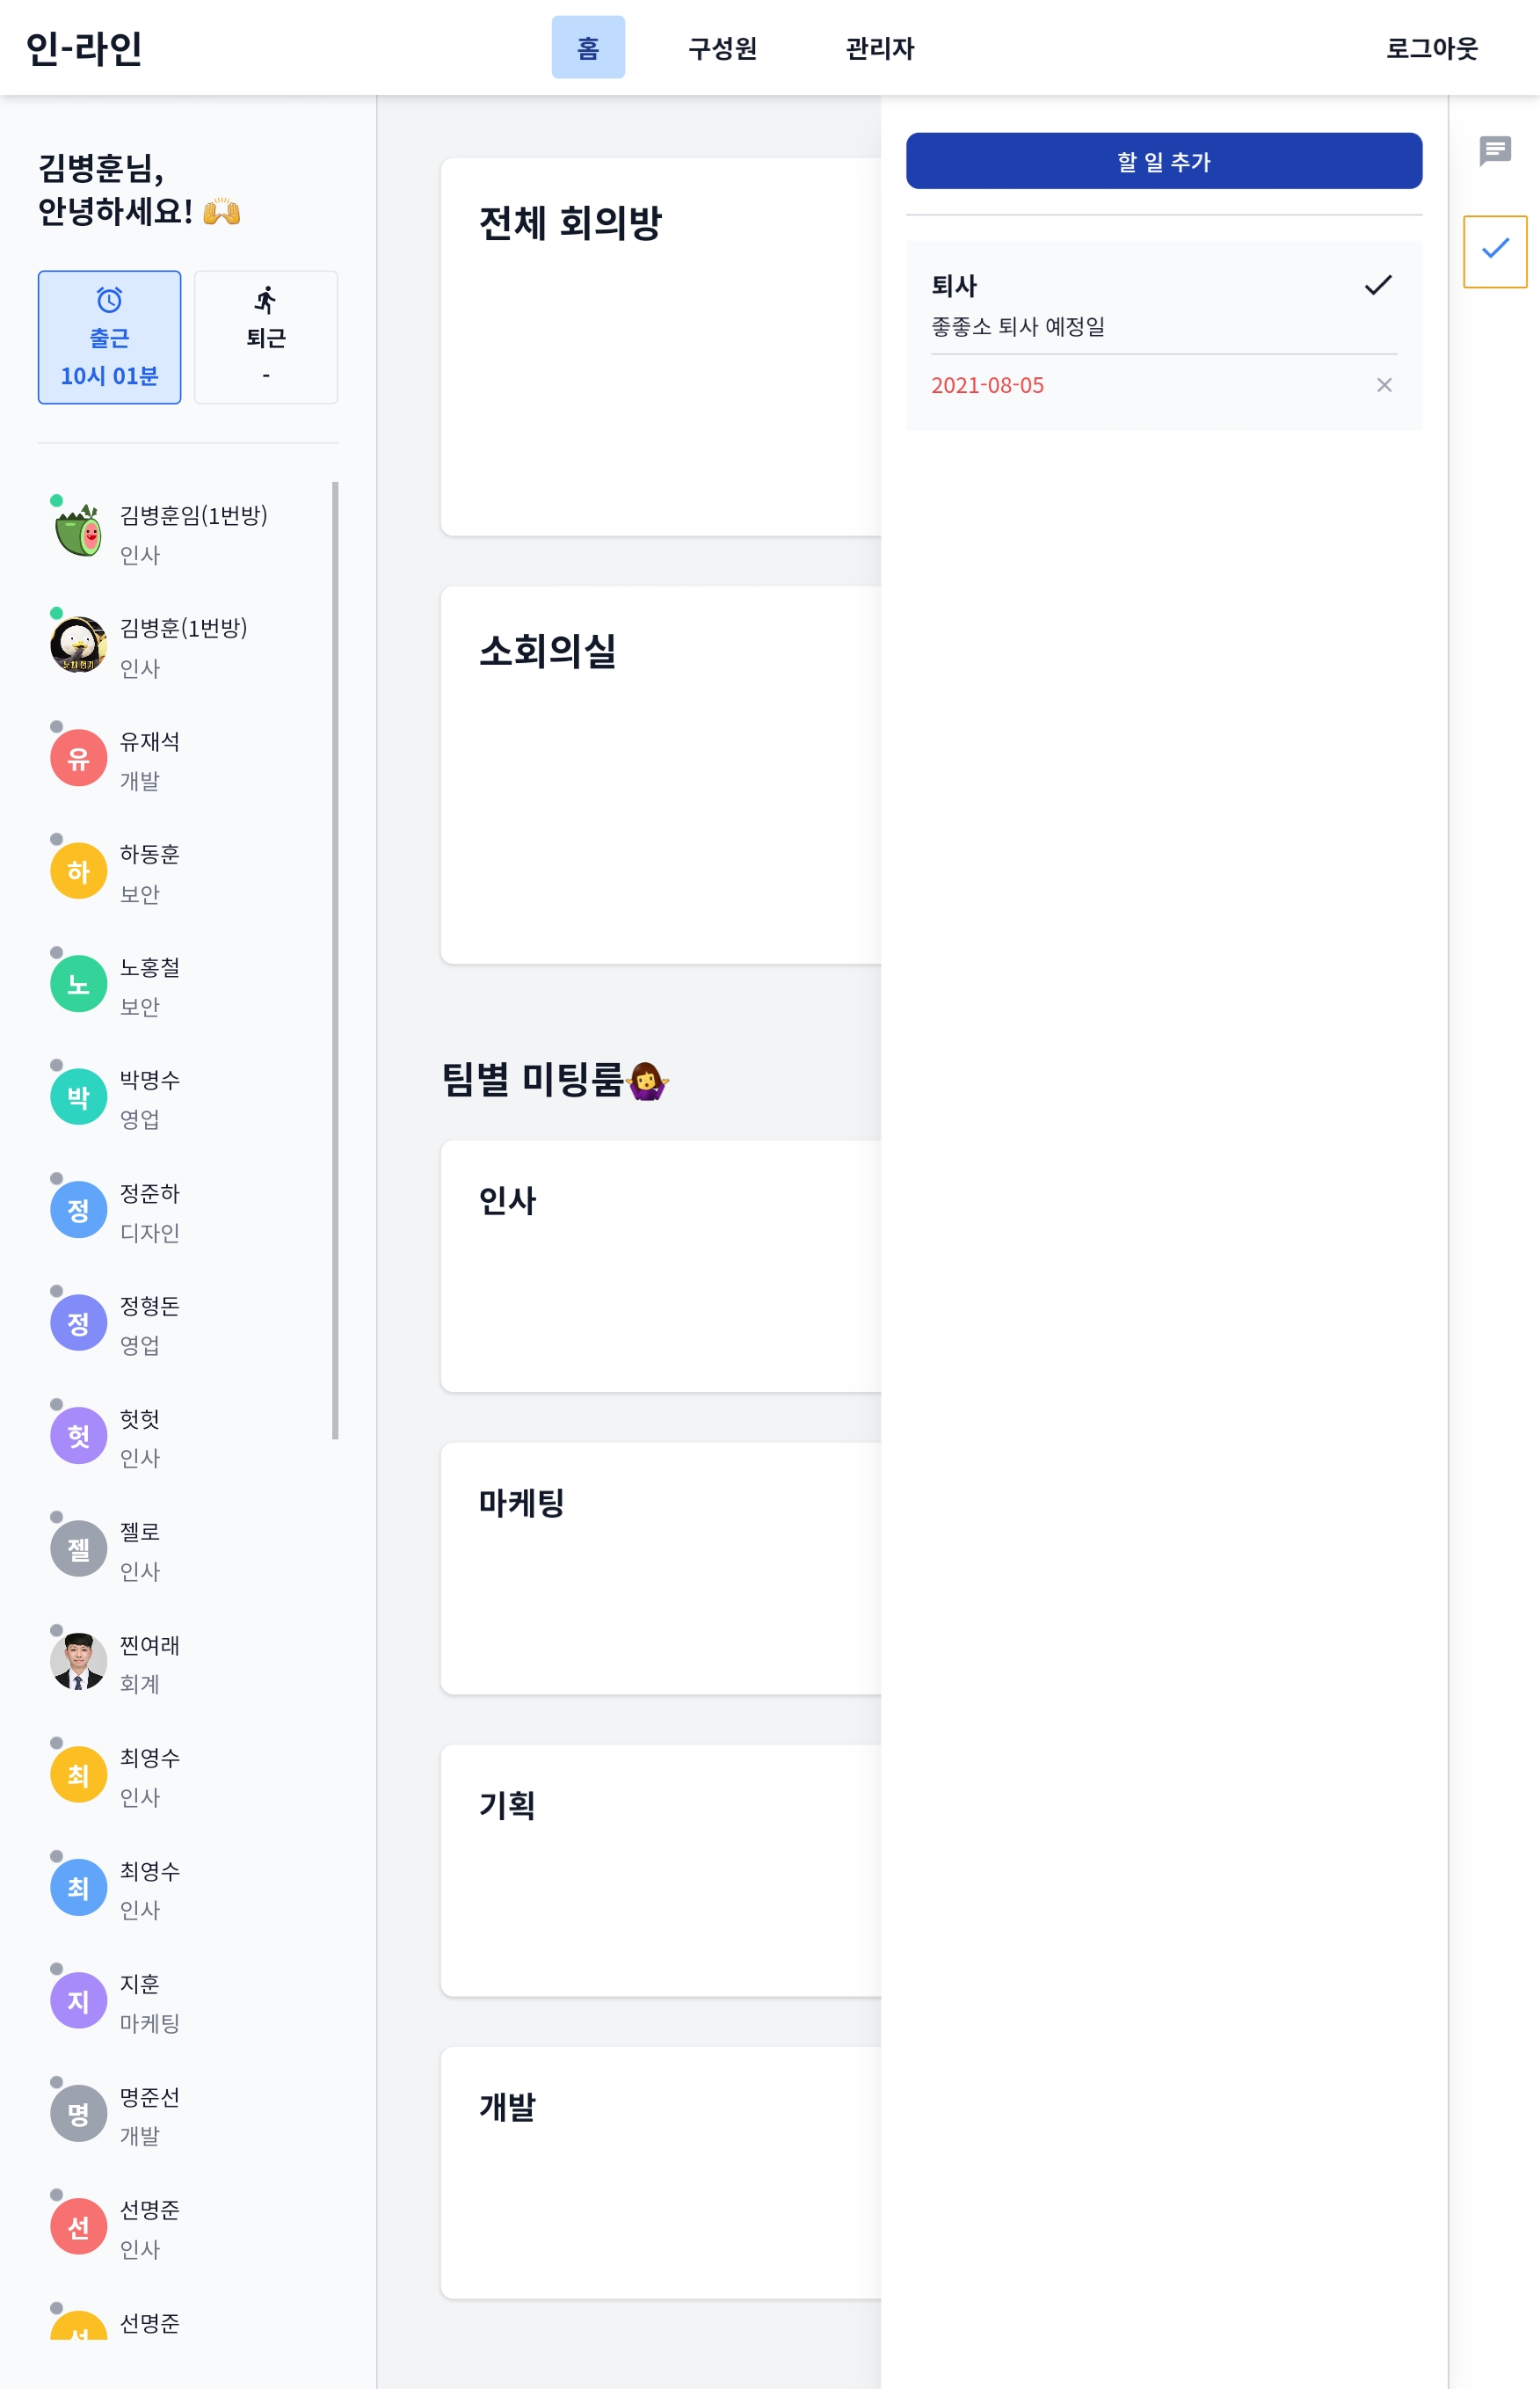 인-라인
홈
구성원
관리자
로그아웃
김병훈님,
안녕하세요! 🙌
출근
10시 01분
퇴근
-
김병훈임(1번방)
인사
김병훈(1번방)
인사
유
유재석
개발
하
하동훈
보안
노
노홍철
보안
박
박명수
영업
정
정준하
디자인
정
정형돈
영업
헛
헛헛
인사
젤
젤로
인사
찐여래
회계
최
최영수
인사
최
최영수
인사
지
지훈
마케팅
명
명준선
개발
선
선명준
인사
선명준
전체 회의방
소회의실
팀별 미팅룸🤷‍♀️
인사
마케팅
기획
개발
할 일 추가
퇴사
좋좋소 퇴사 예정일
2021-08-05